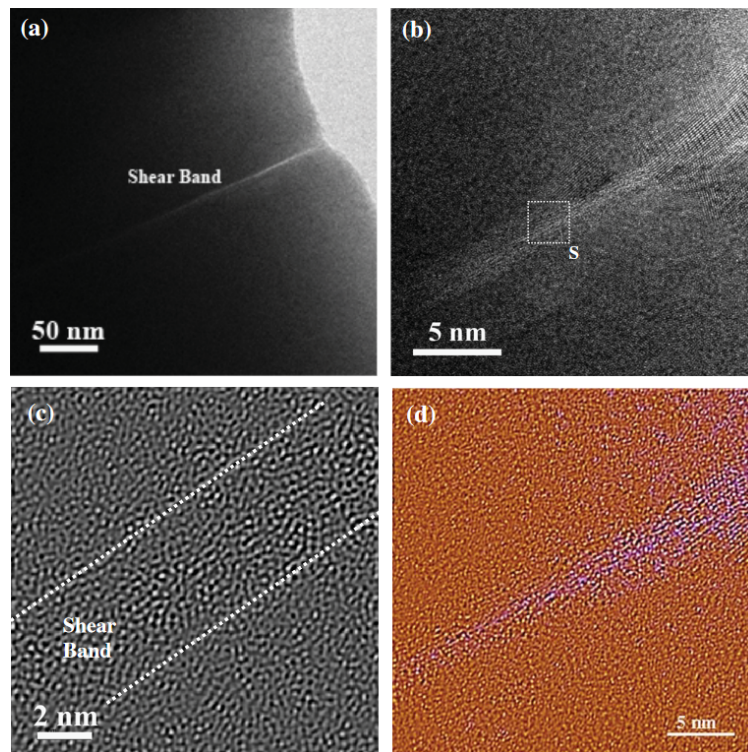 (a)
Shear Band
50 nm
(b)
S
5 nm
(c)
Shear
Band
2 nm
(d)
5 nm